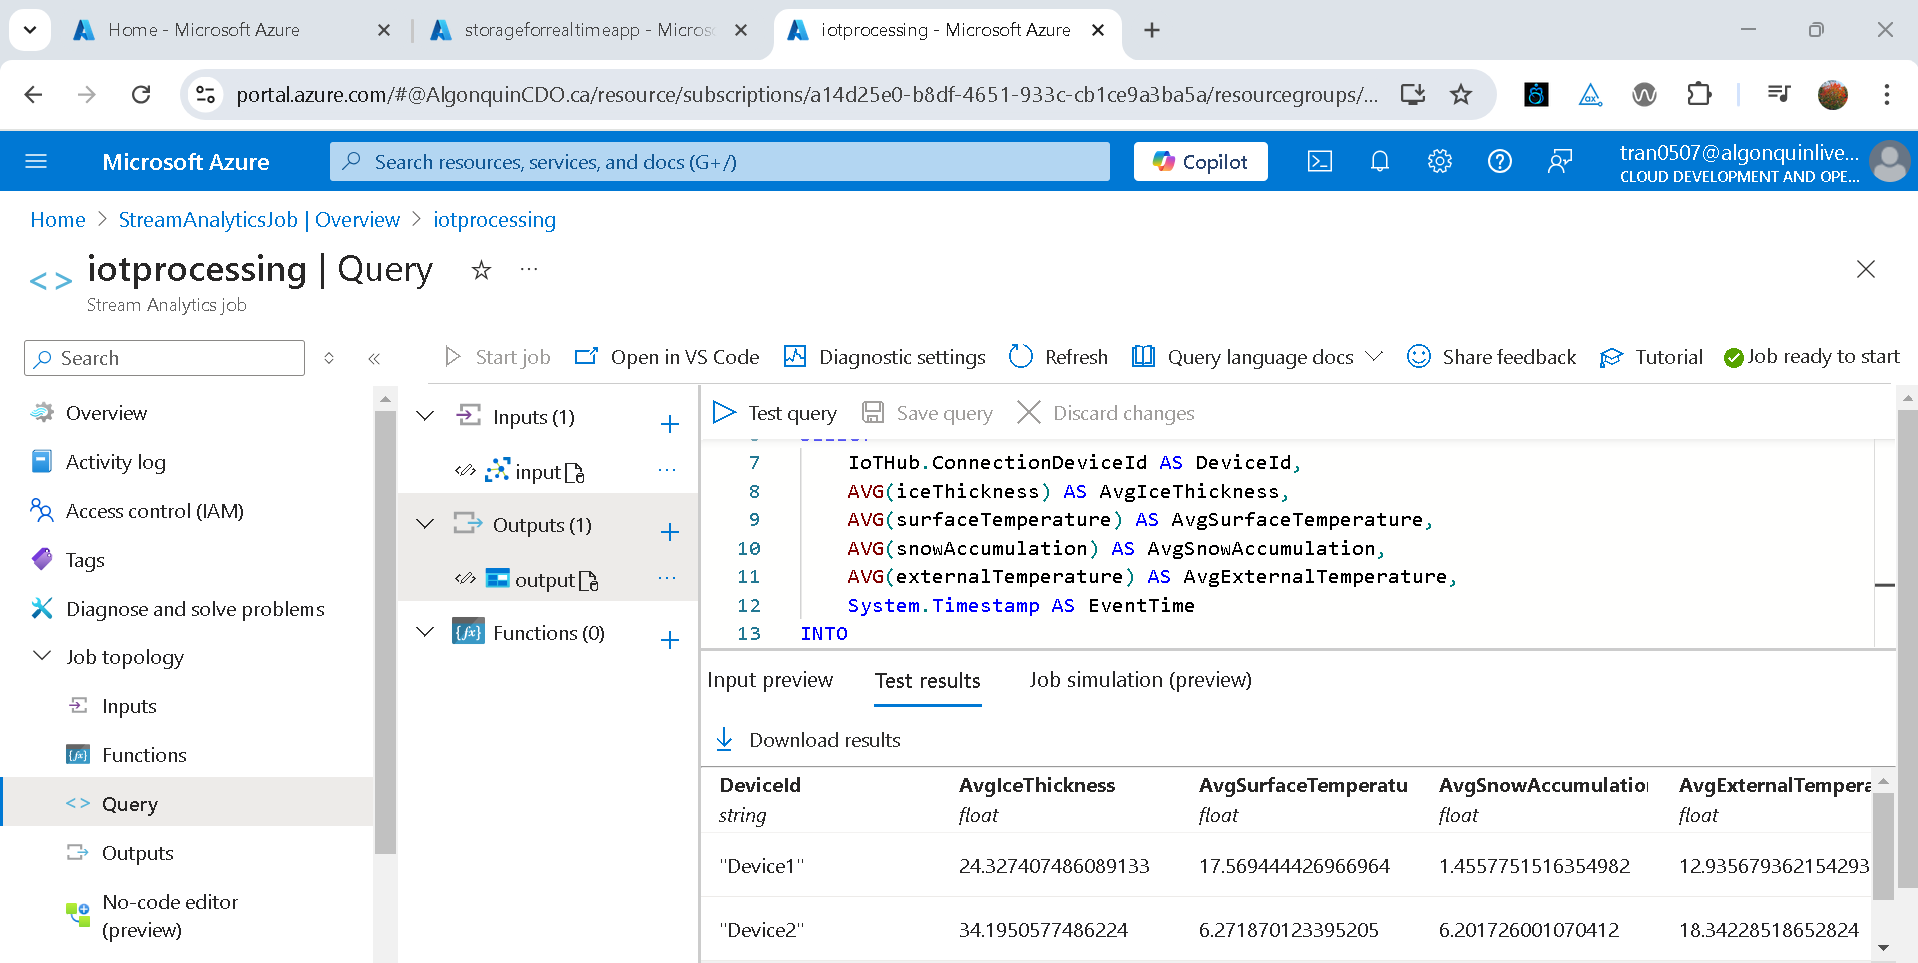 Home - Microsoft Azure
storageforrealtimeapp - Micros
iotprocessing - Microsoft Azure
portal.azure.com/#@AlgonquinCDO.ca/resource/subscriptions/a14d25e0-b8df-4651-933c-cb1ce9a3ba5a/resourcegroups/...
Microsoft Azure
Search resources, services, and docs (G+/)
Copilot
tran0507@algonquinlive...
CLOUD DEVELOPMENT AND OPE...
Home > StreamAnalyticsJob | Overview > iotprocessing
iotprocessing | Query
Stream Analytics job
Search
Start job
Open in VS Code
Diagnostic settings
Refresh
Query language docs
Share feedback
Tutorial
Job ready to start
Overview
Activity log
Access control (IAM)
Tags
Diagnose and solve problems
Job topology
Inputs
Functions
Query
Outputs
No-code editor
(preview)
Inputs (1)
input
Outputs (1)
output
Functions (0)
Test query
Save query
Discard changes
7 IoTHub.ConnectionDeviceId AS DeviceId,
8 AVG(iceThickness) AS AvgIceThickness,
9 AVG(surfaceTemperature) AS AvgSurfaceTemperature,
10 AVG(snowAccumulation) AS AvgSnowAccumulation,
11 AVG(externalTemperature) AS AvgExternalTemperature,
12 System.Timestamp AS EventTime
13 INTO
Input preview
Test results
Job simulation (preview)
Download results
DeviceId AvgIceThickness AvgSurfaceTemperatu AvgSnowAccumulatio AvgExternalTempera
string float float float float
"Device1" 24.327407486089133 17.569444426966964 1.4557751516354982 12.935679362154293
"Device2" 34.1950577486224 6.271870123395205 6.201726001070412 18.34228518652824